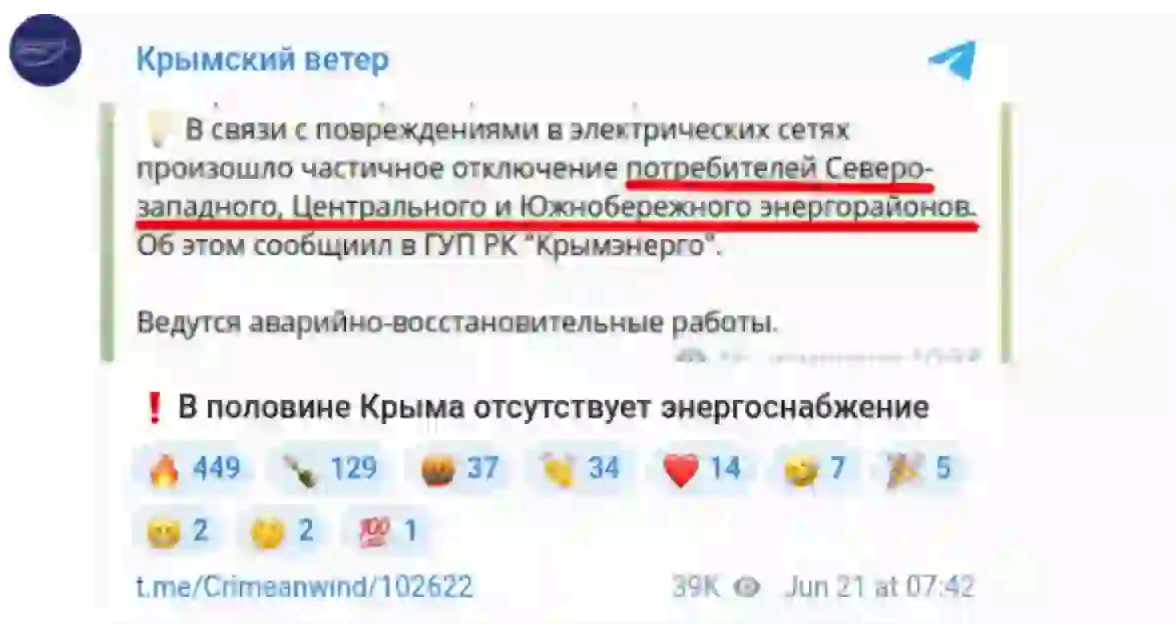 Крымский ветер
В связи с повреждениями в электрических сетях
произошло частичное отключение потребителей Северо-
западного, Центрального и Южнобережного энергорайонов.
Об этом сообщиил в ГУП РК "Крымэнерго".
Ведутся аварийно-восстановительные работы.
❗ В половине Крыма отсутствует энергоснабжение
449 129 37 34 14 7 5
2 2 💯 1
t.me/Crimeanwind/102622 39K Jun 21 at 07:42